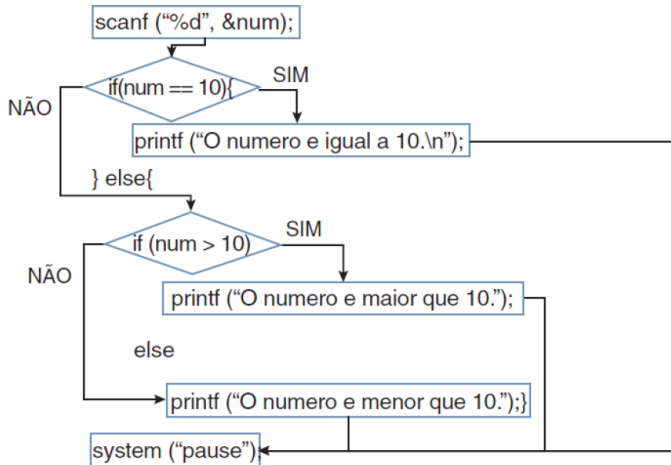 scanf (“%d”, &num);
if(num == 10){
SIM
NÃO
printf (“O numero e igual a 10.\n”);
} else{
if (num > 10)
SIM
NÃO
printf (“O numero e maior que 10.”);
else
printf (“O numero e menor que 10.”);}
system (“pause”);